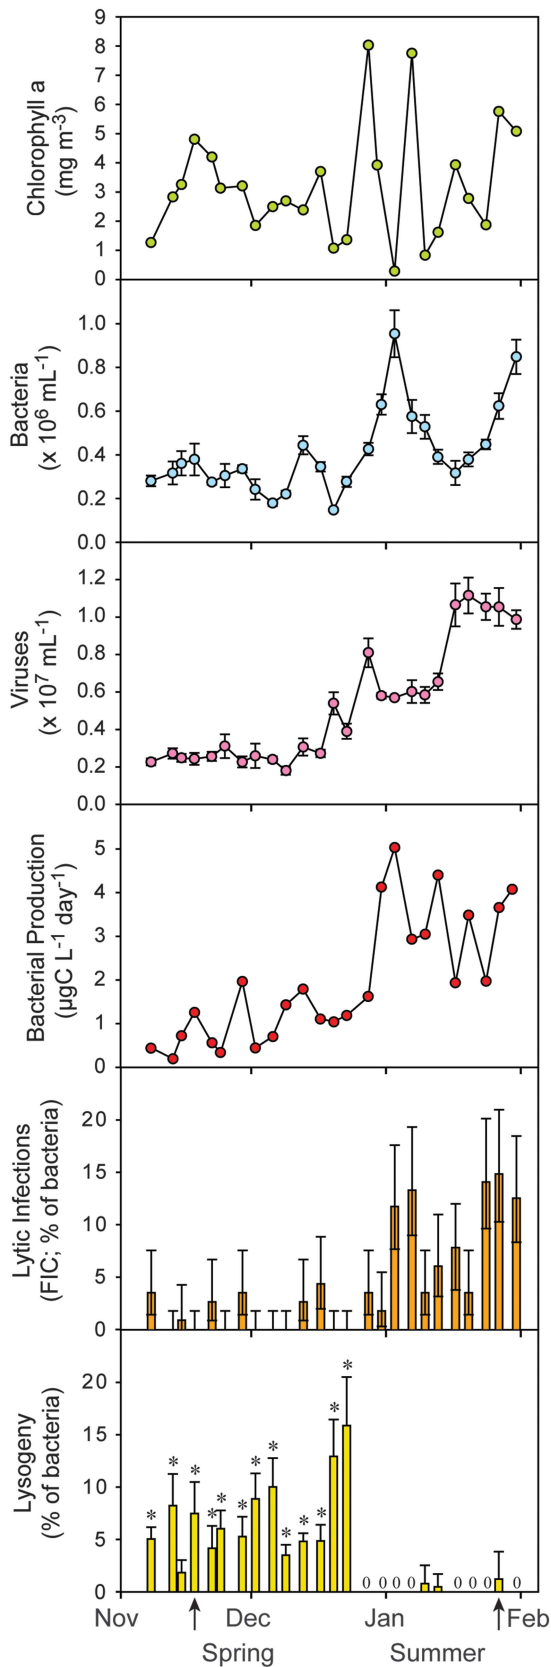 Chlorophyll a
(mg m-3)
9
8
7
6
5
4
3
2
1
0
Bacteria
(x 10⁶ mL⁻¹)
1.0
0.8
0.6
0.4
0.2
0.0
Viruses
(x 10⁷ mL⁻¹)
1.2
1.0
0.8
0.6
0.4
0.2
0.0
Bacterial Production
(µgC L⁻¹ day⁻¹)
5
4
3
2
1
0
Lytic Infections
(FIC; % of bacteria)
20
15
10
5
0
Lysogeny
(% of bacteria)
20
15
10
5
0
* * * * * * * * * * * * *
0 0 0 0 0 0 0 0
Nov Dec Jan Feb
Spring Summer